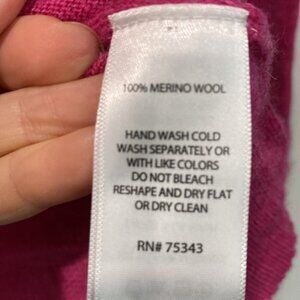 100% MERINO WOOL
HAND WASH COLD
WASH SEPARATELY OR
WITH LIKE COLORS
DO NOT BLEACH
RESHAPE AND DRY FLAT
OR DRY CLEAN
RN# 75343